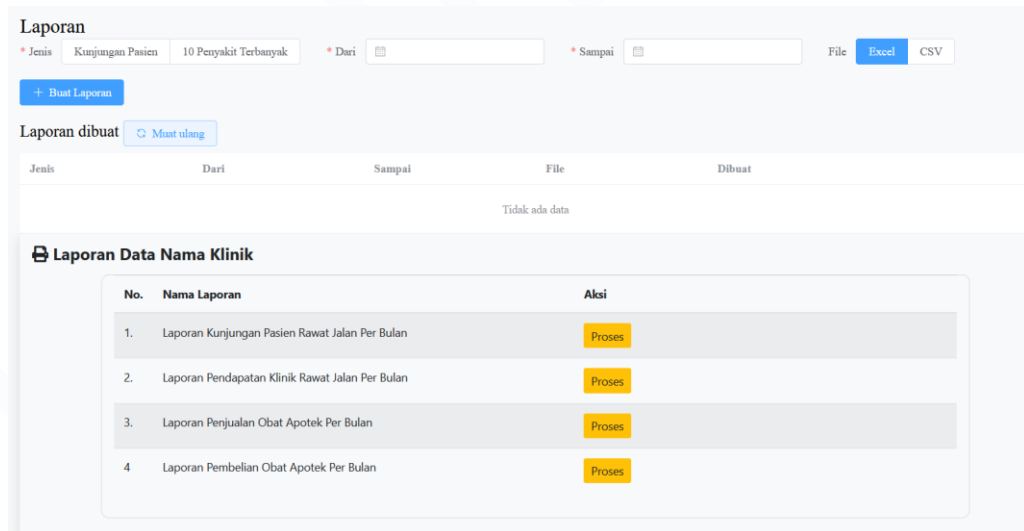 Laporan
* Jenis Kunjungan Pasien 10 Penyakit Terbanyak * Dari * Sampai File Excel CSV
+ Buat Laporan
Laporan dibuat Muat ulang
Jenis Dari Sampai File Dibuat
Tidak ada data
Laporan Data Nama Klinik
No. Nama Laporan Aksi
1. Laporan Kunjungan Pasien Rawat Jalan Per Bulan Proses
2. Laporan Pendapatan Klinik Rawat Jalan Per Bulan Proses
3. Laporan Penjualan Obat Apotek Per Bulan Proses
4 Laporan Pembelian Obat Apotek Per Bulan Proses